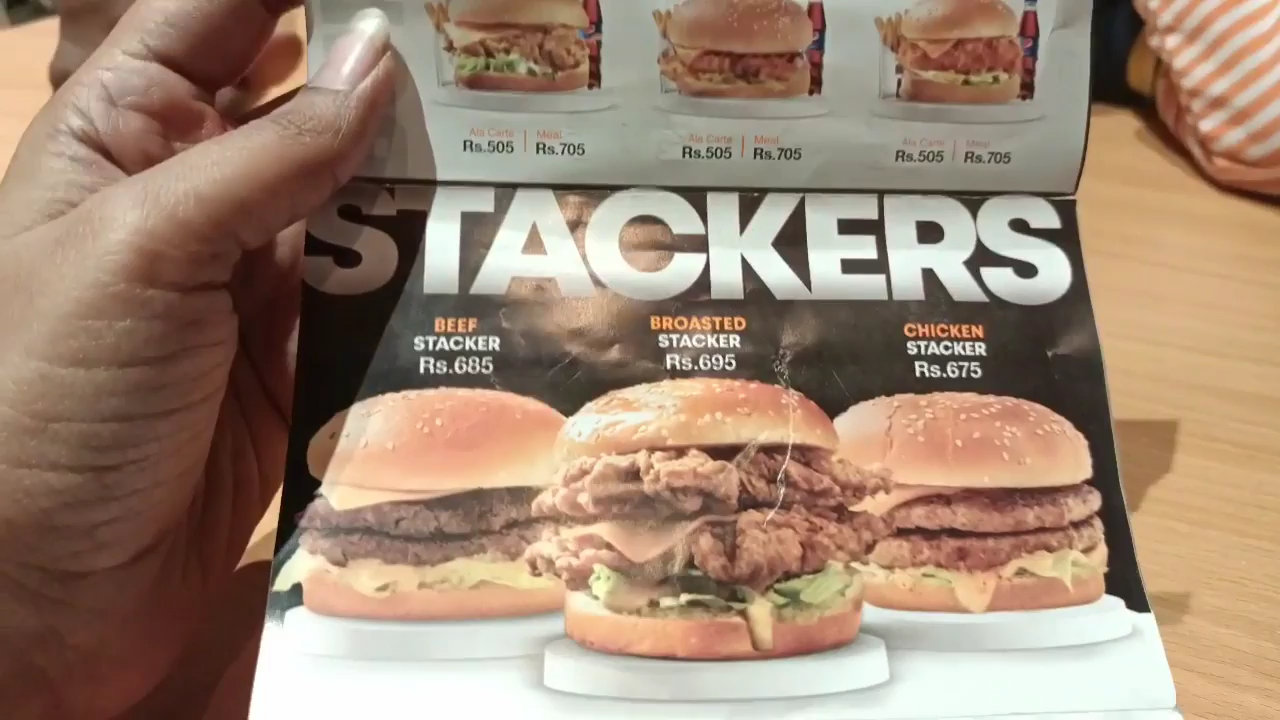 Ala Carte | Meal
Rs.505 | Rs.705
Ala Carte | Meal
Rs.505 | Rs.705
Ala Carte | Meal
Rs.505 | Rs.705
STACKERS
BEEF
STACKER
Rs.685
BROASTED
STACKER
Rs.695
CHICKEN
STACKER
Rs.675